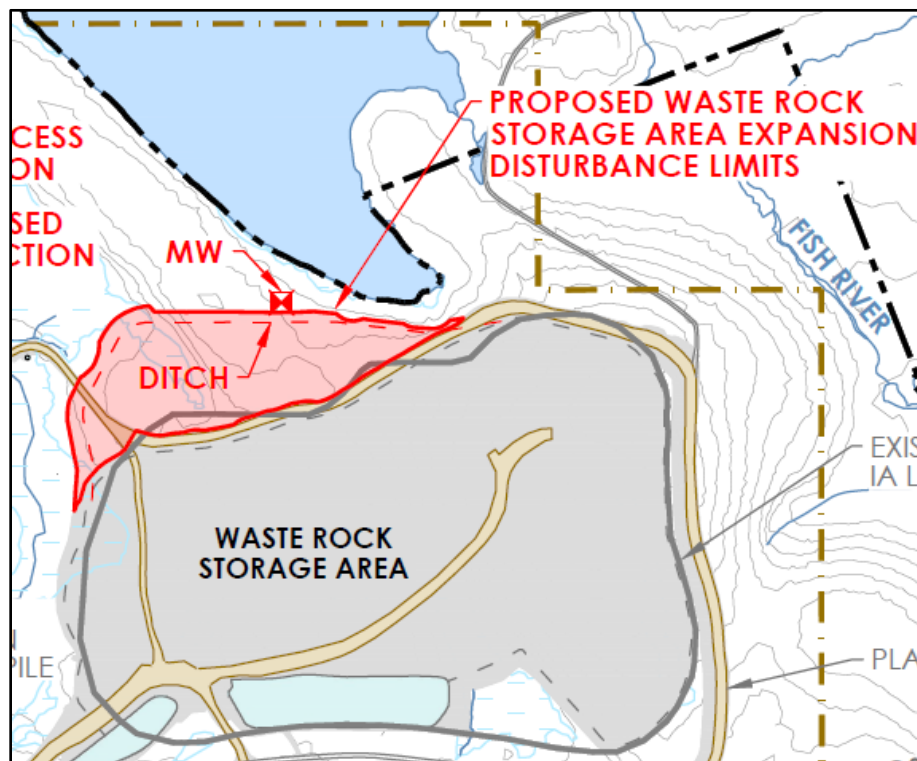 PROPOSED WASTE ROCK
STORAGE AREA EXPANSION
DISTURBANCE LIMITS
CESS
ON
SED
CTION
MW
DITCH
FISH RIVER
WASTE ROCK
STORAGE AREA
EXIS
IA L
PILE
PLA